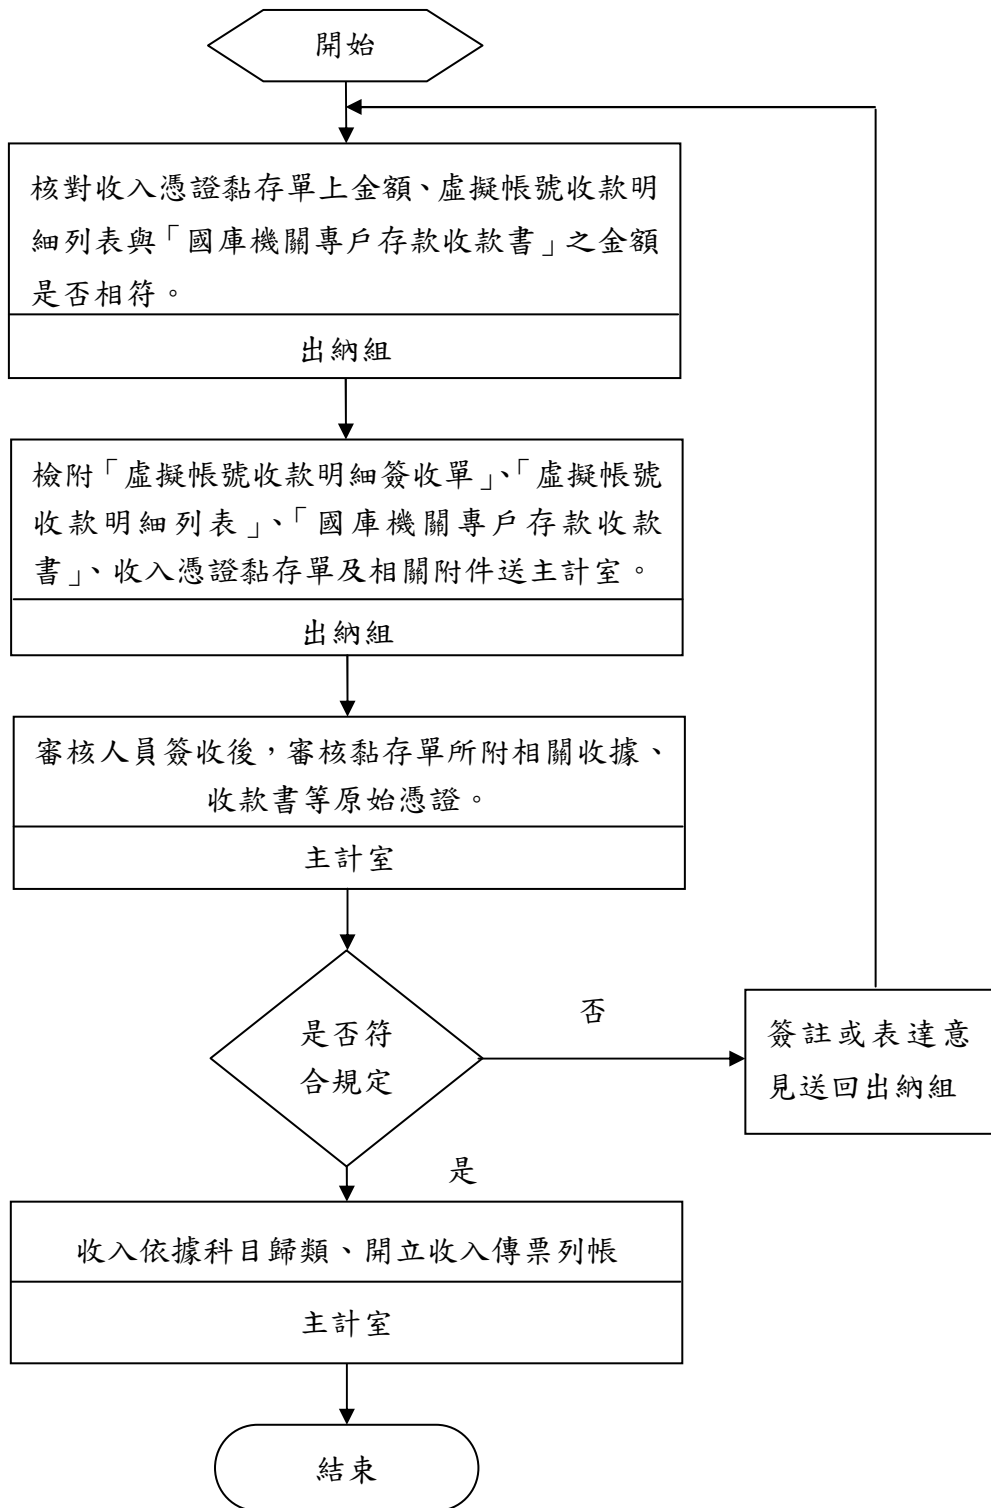 開始
核對收入憑證黏存單上金額、虛擬帳號收款明
細列表與「國庫機關專戶存款收款書」之金額
是否相符。
出納組
檢附「虛擬帳號收款明細簽收單」、「虛擬帳號
收款明細列表」、「國庫機關專戶存款收款
書」、收入憑證黏存單及相關附件送主計室。
出納組
審核人員簽收後，審核黏存單所附相關收據、
收款書等原始憑證。
主計室
是否符
合規定
否
簽註或表達意
見送回出納組
是
收入依據科目歸類、開立收入傳票列帳
主計室
結束